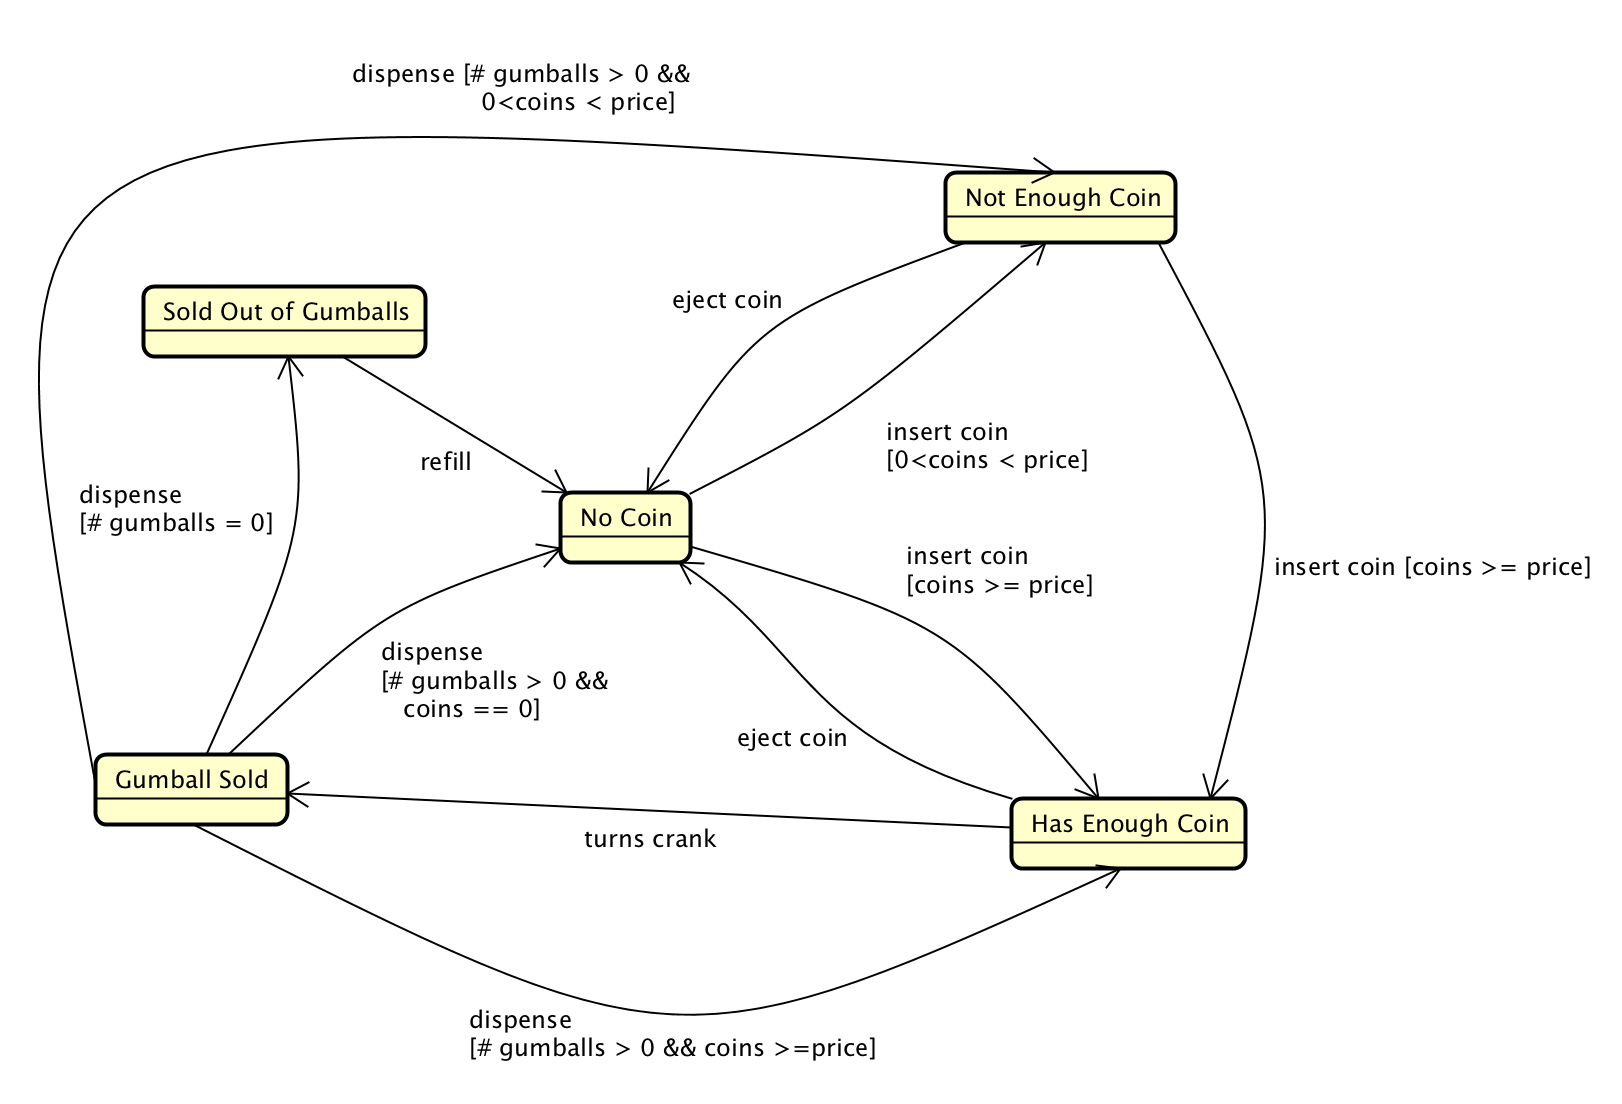 dispense [# gumballs > 0 &&
0<coins < price]
Not Enough Coin
Sold Out of Gumballs
eject coin
insert coin
[0<coins < price]
refill
dispense
[# gumballs = 0]
No Coin
insert coin
[coins >= price]
insert coin [coins >= price]
dispense
[# gumballs > 0 &&
coins == 0]
eject coin
Gumball Sold
turns crank
Has Enough Coin
dispense
[# gumballs > 0 && coins >=price]